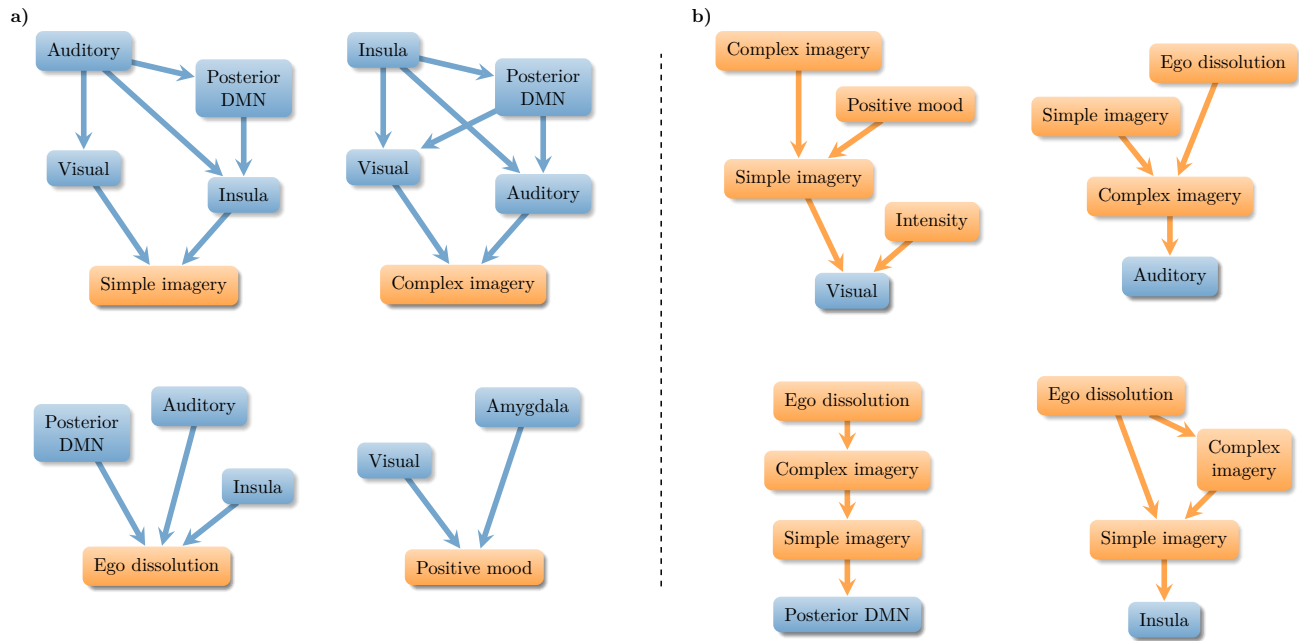 a)
Auditory
Posterior
DMN
Visual
Insula
Simple imagery
Insula
Posterior
DMN
Visual
Auditory
Complex imagery
Posterior
DMN
Auditory
Insula
Ego dissolution
Amygdala
Visual
Positive mood
b)
Complex imagery
Positive mood
Simple imagery
Intensity
Visual
Ego dissolution
Simple imagery
Complex imagery
Auditory
Ego dissolution
Complex imagery
Simple imagery
Posterior DMN
Ego dissolution
Complex
imagery
Simple imagery
Insula